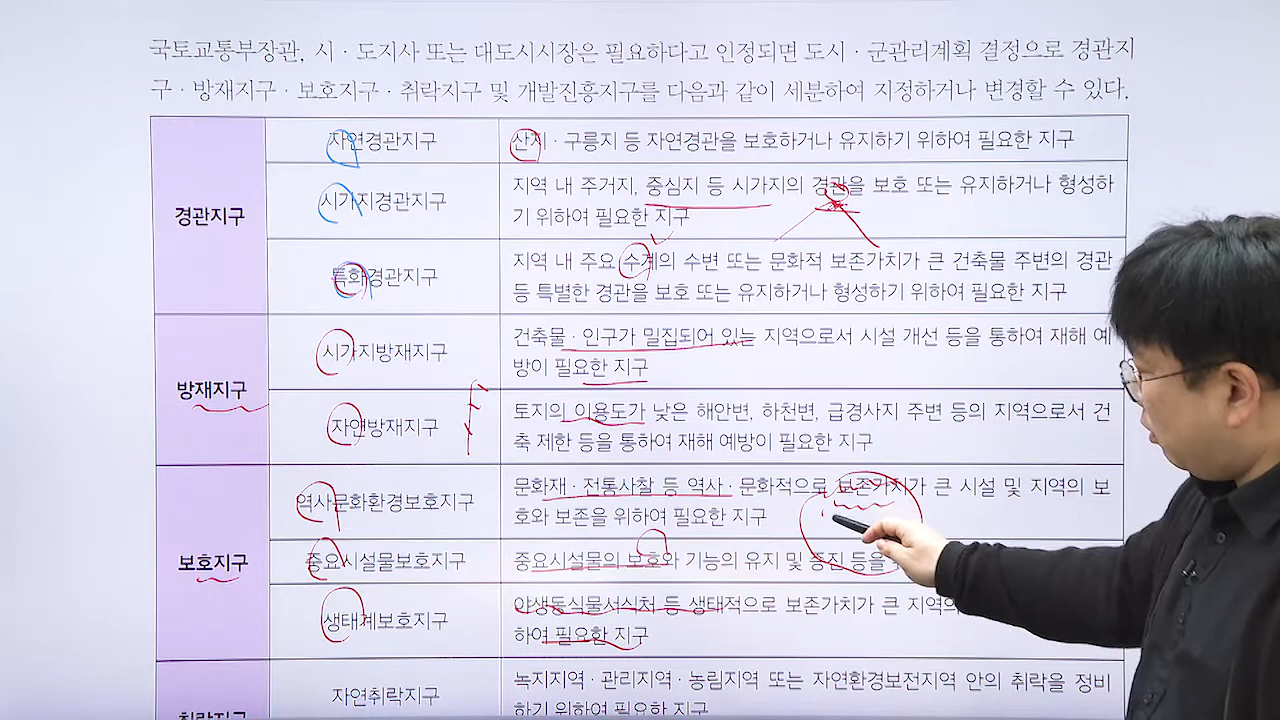 국토교통부장관, 시·도지사 또는 대도시시장은 필요하다고 인정되면 도시·군관리계획 결정으로 경관지
구·방재지구·보호지구·취락지구 및 개발진흥지구를 다음과 같이 세분하여 지정하거나 변경할 수 있다.
경관지구
자연경관지구
산지·구릉지 등 자연경관을 보호하거나 유지하기 위하여 필요한 지구
시가지경관지구
지역 내 주거지, 중심지 등 시가지의 경관을 보호 또는 유지하거나 형성하
기 위하여 필요한 지구
특화경관지구
지역 내 주요 수계의 수변 또는 문화적 보존가치가 큰 건축물 주변의 경관
등 특별한 경관을 보호 또는 유지하거나 형성하기 위하여 필요한 지구
방재지구
시가지방재지구
건축물·인구가 밀집되어 있는 지역으로서 시설 개선 등을 통하여 재해 예
방이 필요한 지구
자연방재지구
토지의 이용도가 낮은 해안변, 하천변, 급경사지 주변 등의 지역으로서 건
축 제한 등을 통하여 재해 예방이 필요한 지구
보호지구
역사문화환경보호지구
문화재·전통사찰 등 역사·문화적으로 보존가치가 큰 시설 및 지역의 보
호와 보존을 위하여 필요한 지구
중요시설물보호지구
중요시설물의 보호와 기능의 유지 및 증진 등을
생태계보호지구
야생동식물서식처 등 생태적으로 보존가치가 큰 지역의
하여 필요한 지구
취락지구
자연취락지구
녹지지역·관리지역·농림지역 또는 자연환경보전지역 안의 취락을 정비
하기 위하여 필요한 지구